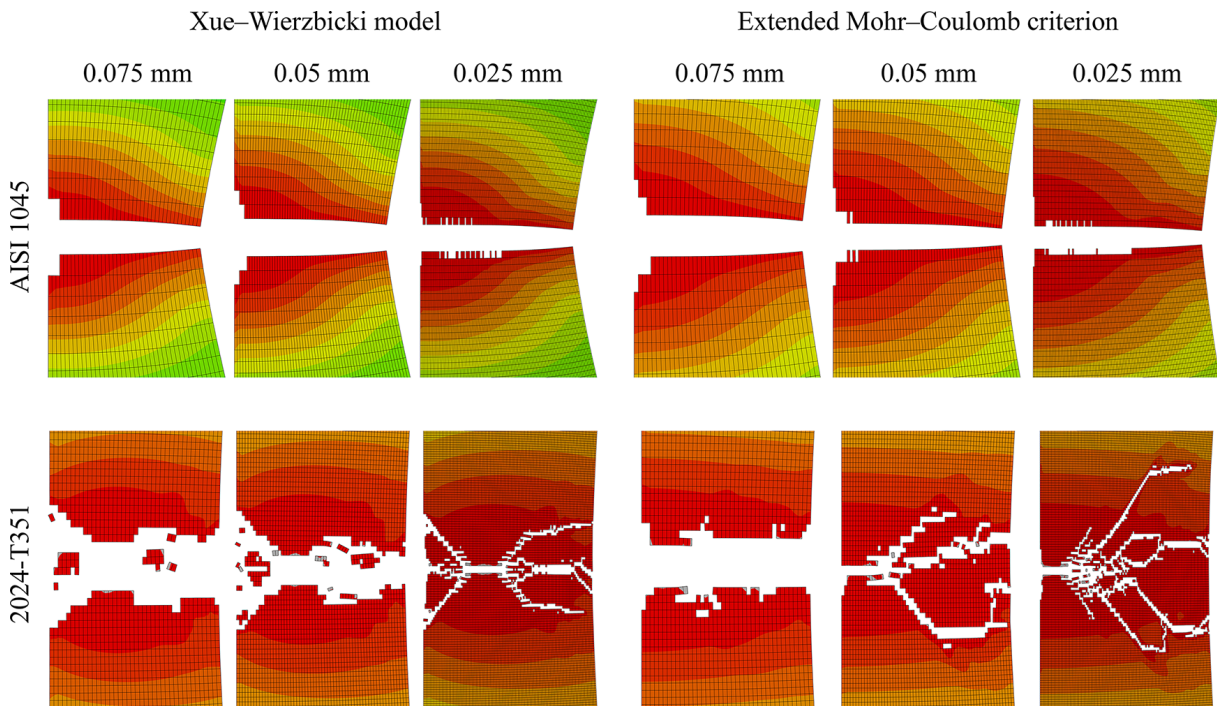 Xue–Wierzbicki model
Extended Mohr–Coulomb criterion
0.075 mm 0.05 mm 0.025 mm 0.075 mm 0.05 mm 0.025 mm
AISI 1045
2024-T351